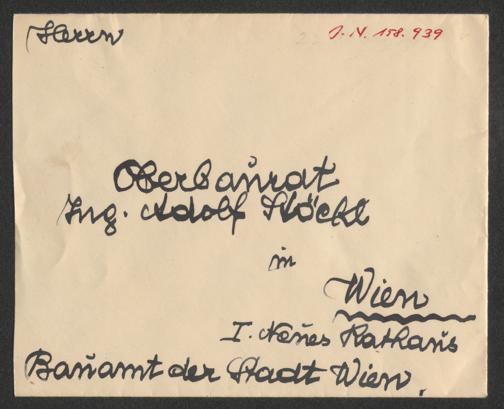 Herrn
J. N. 158.939
Oberbaurat
Ing. Adolf Stöckl
in
Wien
I. Neues Rathaus
Bauamt der Stadt Wien.